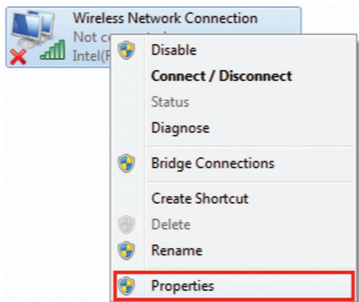 Wireless Network Connection
Not
Intel(
Disable
Connect / Disconnect
Status
Diagnose
Bridge Connections
Create Shortcut
Delete
Rename
Properties